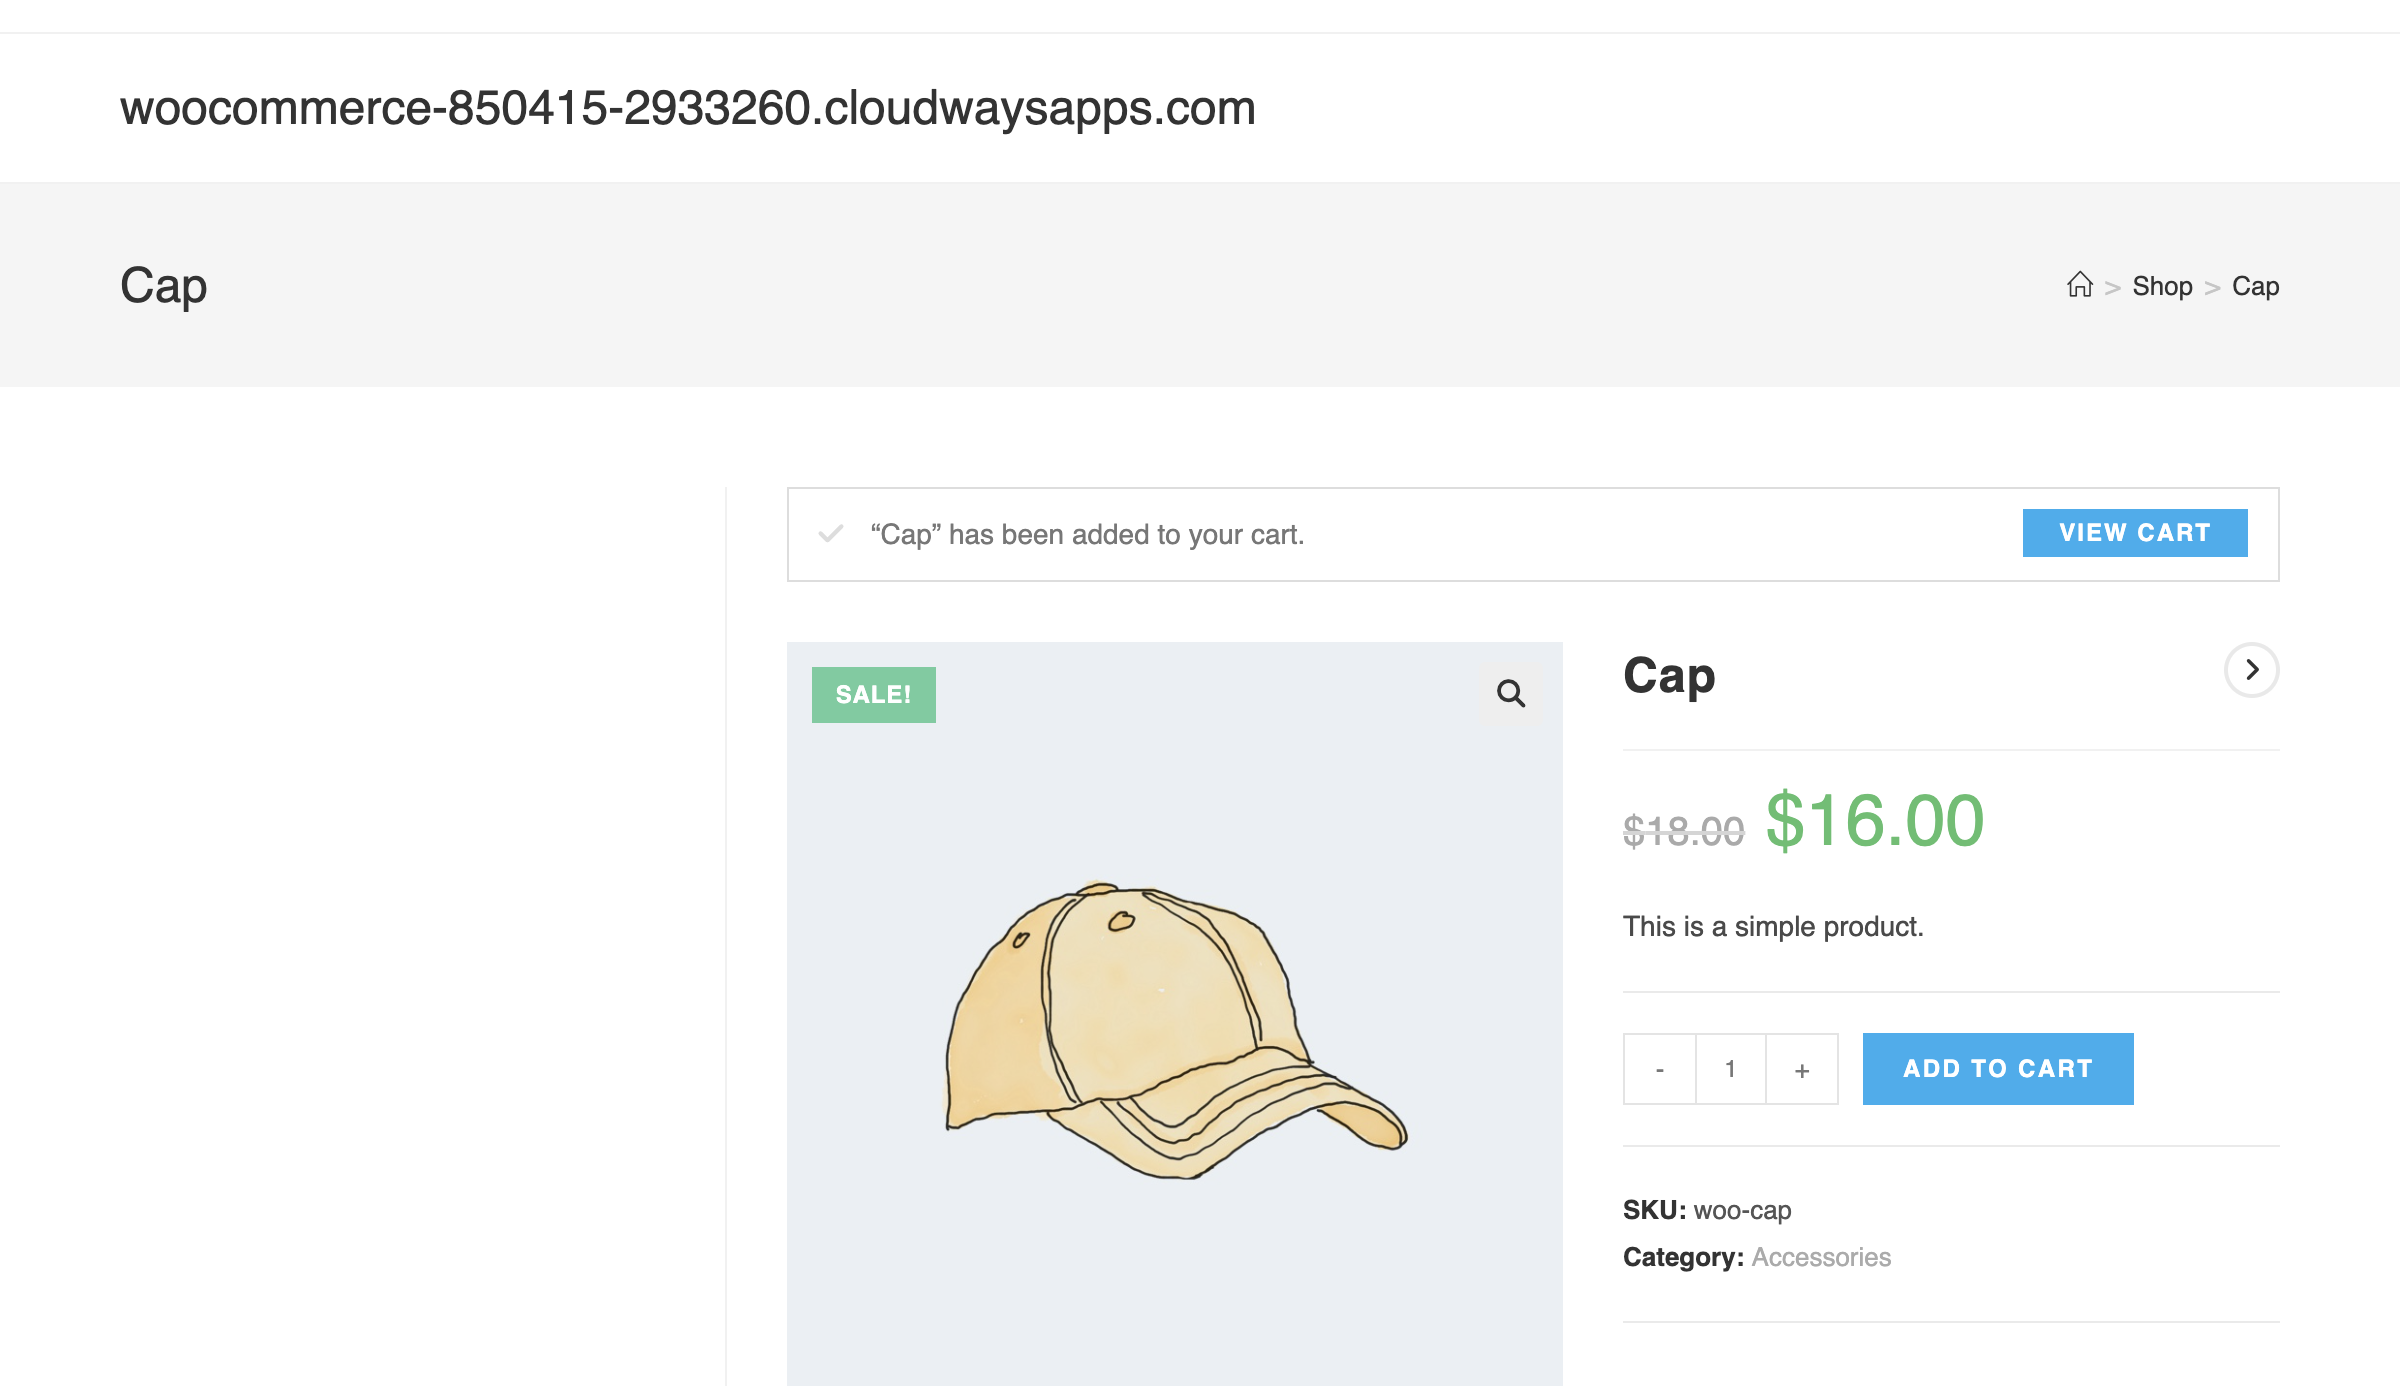 woocommerce-850415-2933260.cloudwaysapps.com
Cap
> Shop > Cap
“Cap” has been added to your cart.
VIEW CART
SALE!
Cap
$18.00 $16.00
This is a simple product.
- 1 +
ADD TO CART
SKU: woo-cap
Category: Accessories